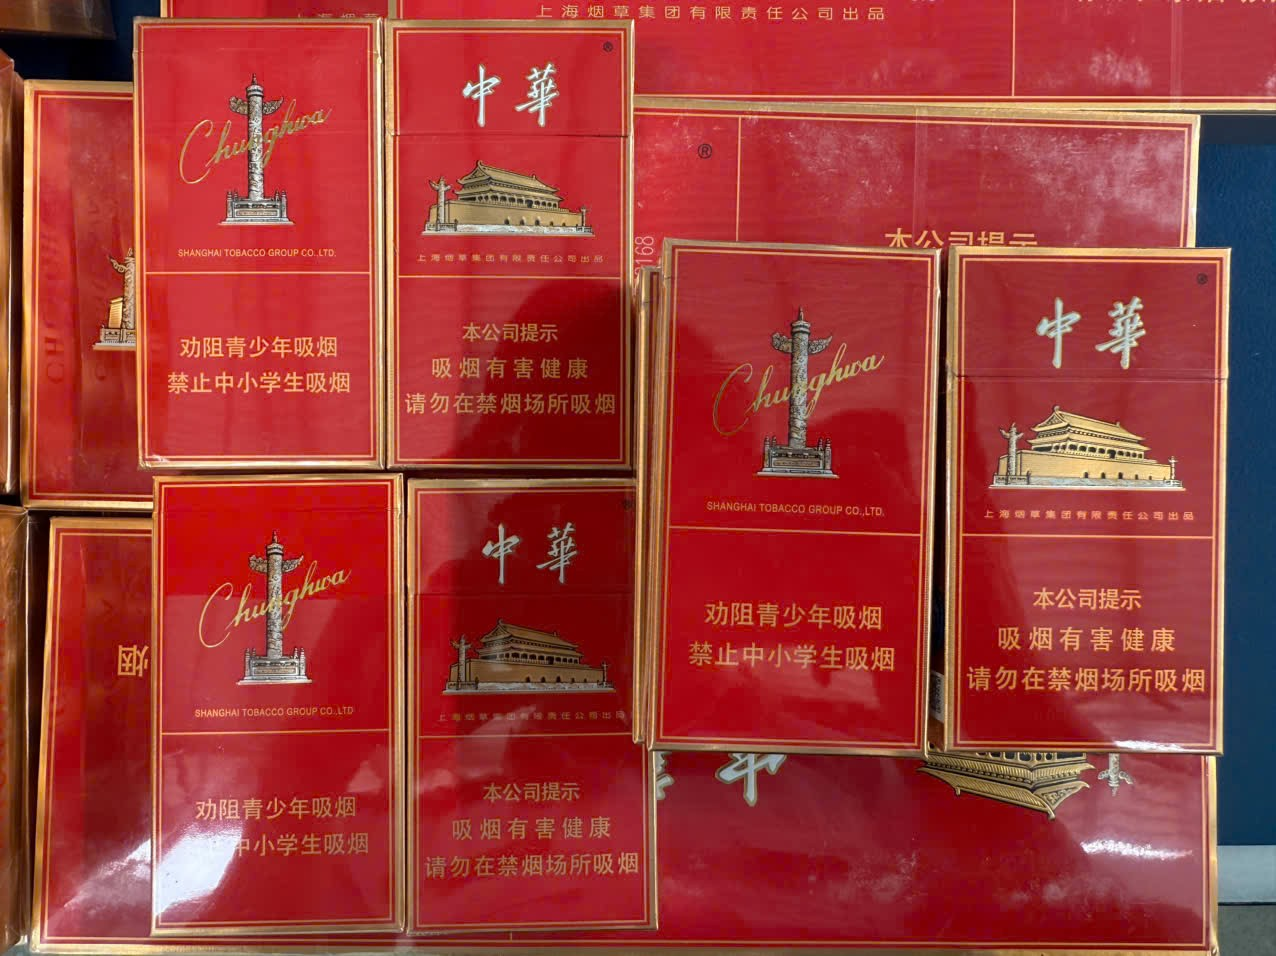 上海烟草集团有限责任公司出品
Chunghwa
SHANGHAI TOBACCO GROUP CO.,LTD.
劝阻青少年吸烟
禁止中小学生吸烟
®
中華
上海烟草集团有限责任公司出品
本公司提示
吸烟有害健康
请勿在禁烟场所吸烟
®
168
本公司提示
Chunghwa
SHANGHAI TOBACCO GROUP CO.,LTD.
劝阻青少年吸烟
禁止中小学生吸烟
®
中華
上海烟草集团有限责任公司出品
本公司提示
吸烟有害健康
请勿在禁烟场所吸烟
烟
Chunghwa
SHANGHAI TOBACCO GROUP CO.,LTD
劝阻青少年吸烟
中小学生吸烟
中華
上海烟草集团有限责任公司出品
本公司提示
吸烟有害健康
请勿在禁烟场所吸烟